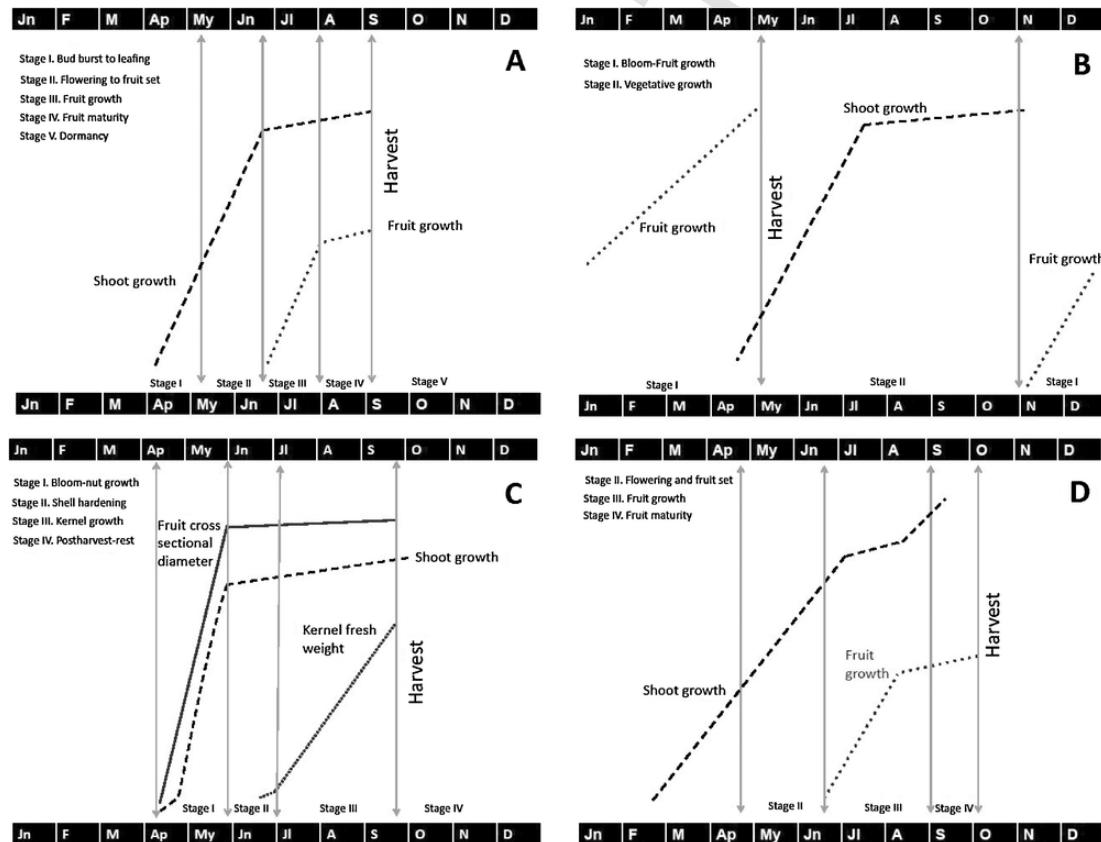 Jn F M Ap My Jn Jl A S O N D
A
Stage I. Bud burst to leafing
Stage II. Flowering to fruit set
Stage III. Fruit growth
Stage IV. Fruit maturity
Stage V. Dormancy
Harvest
Fruit growth
Shoot growth
Stage I Stage II Stage III Stage IV Stage V
Jn F M Ap My Jn Jl A S O N D
Jn F M Ap My Jn Jl A S O N D
B
Stage I. Bloom-Fruit growth
Stage II. Vegetative growth
Shoot growth
Fruit growth
Harvest
Fruit growth
Stage I Stage II Stage I
Jn F M Ap My Jn Jl A S O N D
Jn F M Ap My Jn Jl A S O N D
C
Stage I. Bloom-nut growth
Stage II. Shell hardening
Stage III. Kernel growth
Stage IV. Postharvest-rest
Fruit cross
sectional
diameter
Shoot growth
Kernel fresh
weight
Harvest
Stage I Stage II Stage III Stage IV
Jn F M Ap My Jn Jl A S O N D
Jn F M Ap My Jn Jl A S O N D
D
Stage II. Flowering and fruit set
Stage III. Fruit growth
Stage IV. Fruit maturity
Harvest
Fruit
growth
Shoot growth
Stage II Stage III Stage IV
Jn F M Ap My Jn Jl A S O N D